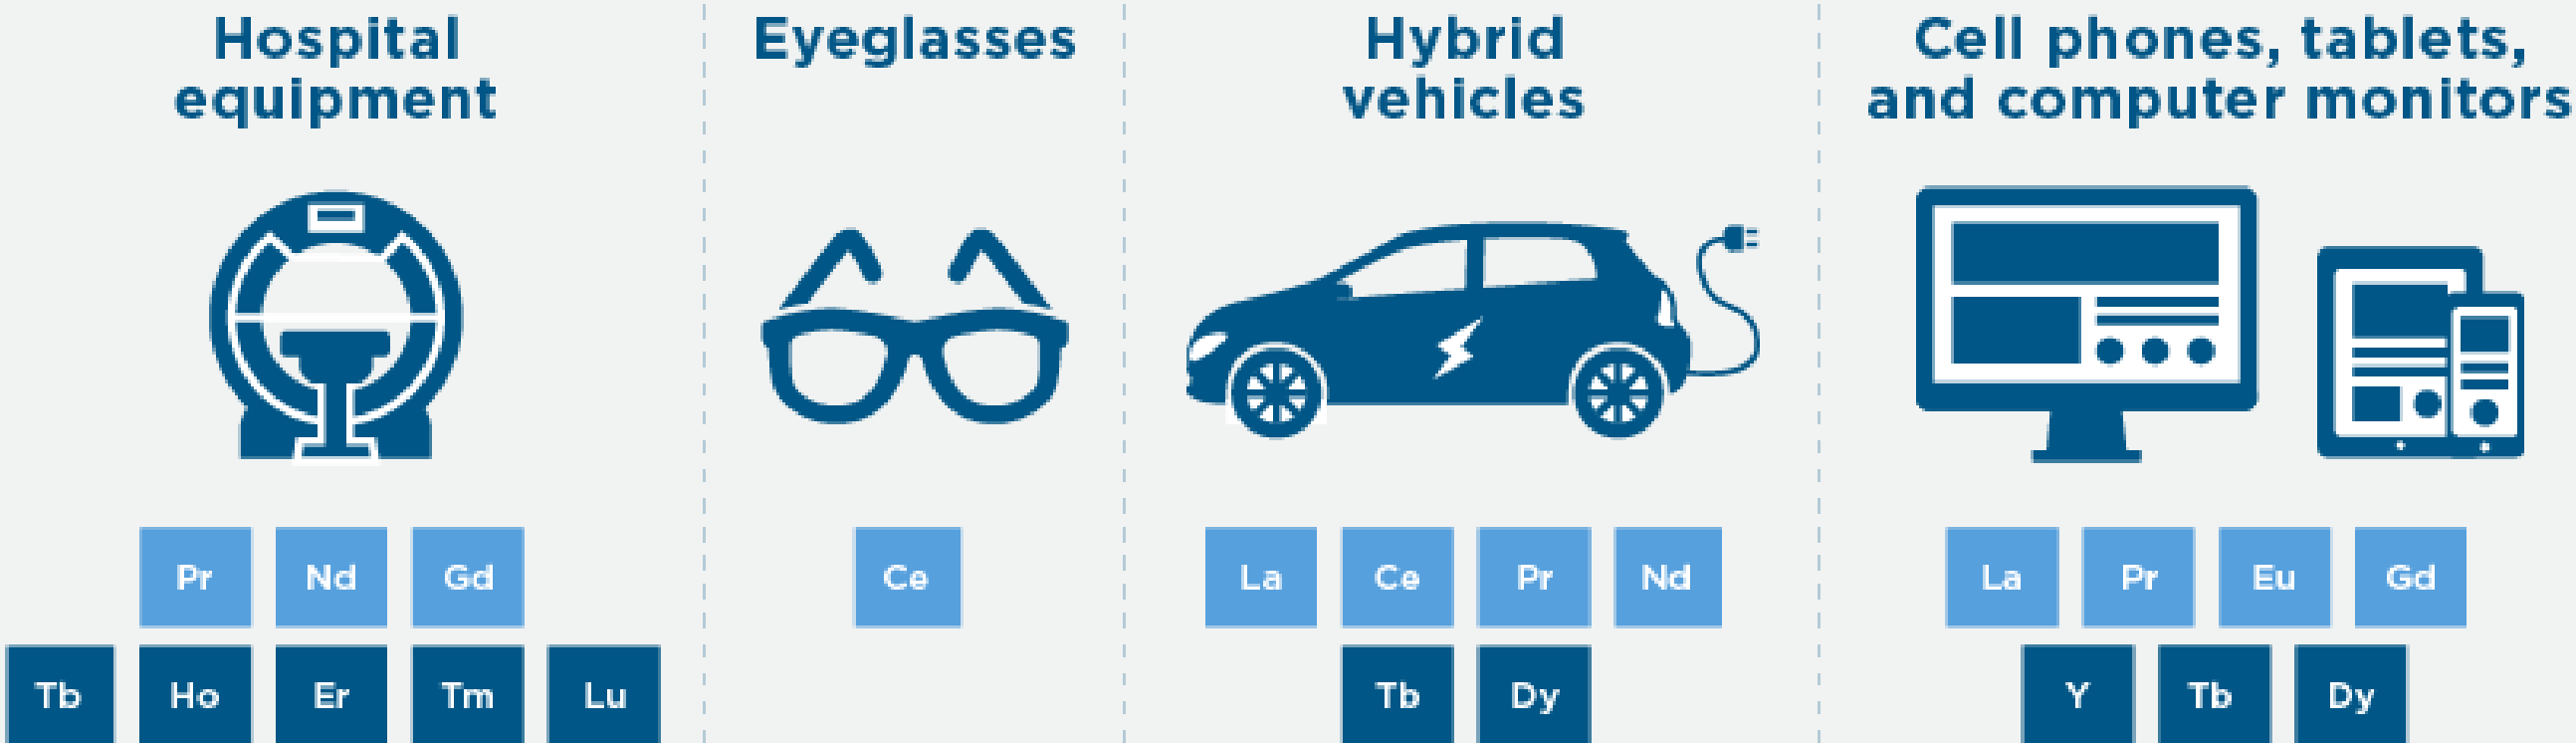 Hospital
equipment
Pr Nd Gd
Tb Ho Er Tm Lu
Eyeglasses
Ce
Hybrid
vehicles
La Ce Pr Nd
Tb Dy
Cell phones, tablets,
and computer monitors
La Pr Eu Gd
Y Tb Dy